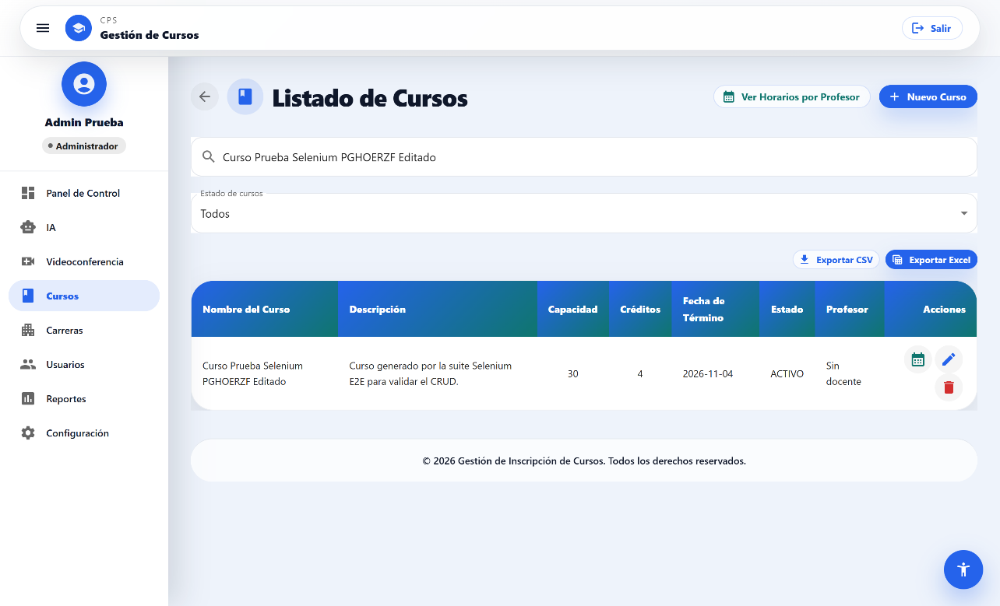 CPS
Gestión de Cursos
Salir
Admin Prueba
Administrador
Panel de Control
IA
Videoconferencia
Cursos
Carreras
Usuarios
Reportes
Configuración
Listado de Cursos
Ver Horarios por Profesor
Nuevo Curso
Curso Prueba Selenium PGHOERZF Editado
Estado de cursos
Todos
Exportar CSV
Exportar Excel
Nombre del Curso
Descripción
Capacidad
Créditos
Fecha de
Término
Estado
Profesor
Acciones
Curso Prueba Selenium
PGHOERZF Editado
Curso generado por la suite Selenium
E2E para validar el CRUD.
30
4
2026-11-04
ACTIVO
Sin
docente
© 2026 Gestión de Inscripción de Cursos. Todos los derechos reservados.